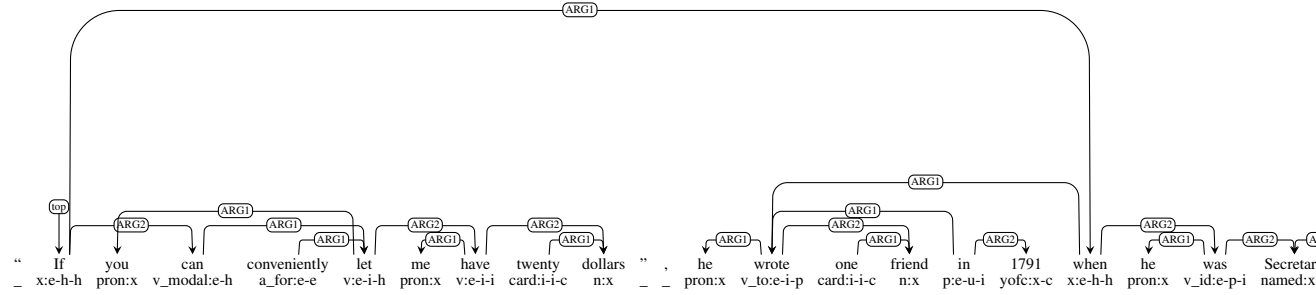 ARG1
ARG1
top ARG1 ARG1
ARG2 ARG1 ARG2 ARG2 ARG2 ARG2
ARG1 ARG1 ARG1 ARG1 ARG1 ARG2 ARG1 ARG2
“ If you can conveniently let me have twenty dollars ” , he wrote one friend in 1791 when he was
_ x:e-h-h pron:x v_modal:e-h a_for:e-e v:e-i-h pron:x v:e-i-i card:i-i-c n:x _ _ pron:x v_to:e-i-p card:i-i-c n:x p:e-u-i yofc:x-c x:e-h-h pron:x v_id:e-p-i named:x